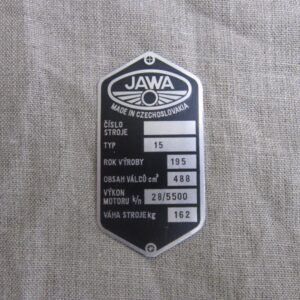 JAWA
MADE IN CZECHOSLOVAKIA
ČÍSLO
STROJE
TYP 15
ROK VÝROBY 195
OBSAH VÁLCŮ cm³ 488
VÝKON
MOTORU k/n 28/5500
VÁHA STROJE kg 162